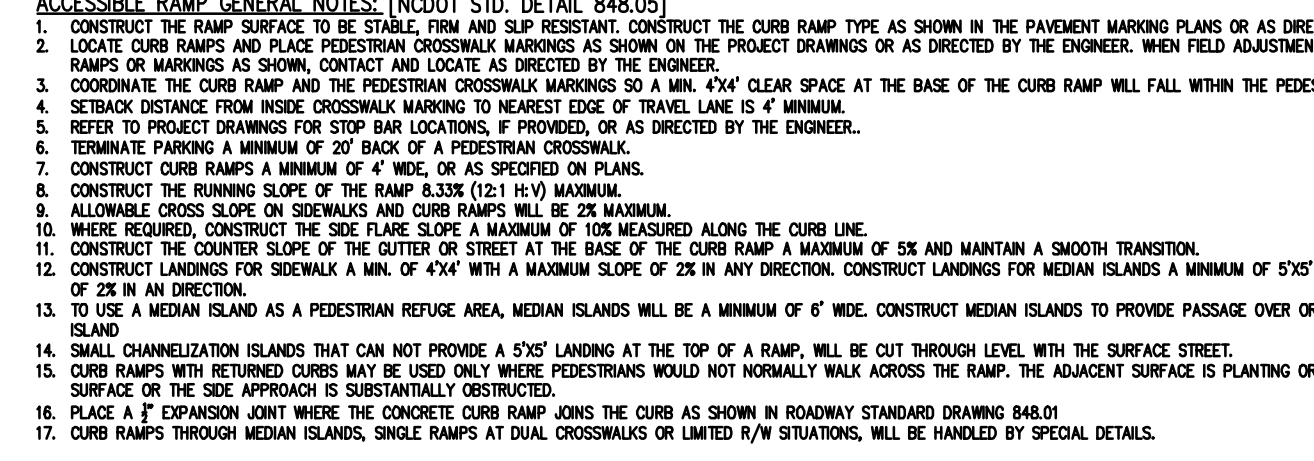 ACCESSIBLE RAMP GENERAL NOTES: [NCDOT STD. DETAIL 848.05]
1. CONSTRUCT THE RAMP SURFACE TO BE STABLE, FIRM AND SLIP RESISTANT. CONSTRUCT THE CURB RAMP TYPE AS SHOWN IN THE PAVEMENT MARKING PLANS OR AS DIRE
2. LOCATE CURB RAMPS AND PLACE PEDESTRIAN CROSSWALK MARKINGS AS SHOWN ON THE PROJECT DRAWINGS OR AS DIRECTED BY THE ENGINEER. WHEN FIELD ADJUSTMEN
RAMPS OR MARKINGS AS SHOWN, CONTACT AND LOCATE AS DIRECTED BY THE ENGINEER.
3. COORDINATE THE CURB RAMP AND THE PEDESTRIAN CROSSWALK MARKINGS SO A MIN. 4'X4' CLEAR SPACE AT THE BASE OF THE CURB RAMP WILL FALL WITHIN THE PEDES
4. SETBACK DISTANCE FROM INSIDE CROSSWALK MARKING TO NEAREST EDGE OF TRAVEL LANE IS 4' MINIMUM.
5. REFER TO PROJECT DRAWINGS FOR STOP BAR LOCATIONS, IF PROVIDED, OR AS DIRECTED BY THE ENGINEER..
6. TERMINATE PARKING A MINIMUM OF 20' BACK OF A PEDESTRIAN CROSSWALK.
7. CONSTRUCT CURB RAMPS A MINIMUM OF 4' WIDE, OR AS SPECIFIED ON PLANS.
8. CONSTRUCT THE RUNNING SLOPE OF THE RAMP 8.33% (12:1 H:V) MAXIMUM.
9. ALLOWABLE CROSS SLOPE ON SIDEWALKS AND CURB RAMPS WILL BE 2% MAXIMUM.
10. WHERE REQUIRED, CONSTRUCT THE SIDE FLARE SLOPE A MAXIMUM OF 10% MEASURED ALONG THE CURB LINE.
11. CONSTRUCT THE COUNTER SLOPE OF THE GUTTER OR STREET AT THE BASE OF THE CURB RAMP A MAXIMUM OF 5% AND MAINTAIN A SMOOTH TRANSITION.
12. CONSTRUCT LANDINGS FOR SIDEWALK A MIN. OF 4'X4' WITH A MAXIMUM SLOPE OF 2% IN ANY DIRECTION. CONSTRUCT LANDINGS FOR MEDIAN ISLANDS A MINIMUM OF 5'X5'
OF 2% IN AN DIRECTION.
13. TO USE A MEDIAN ISLAND AS A PEDESTRIAN REFUGE AREA, MEDIAN ISLANDS WILL BE A MINIMUM OF 6' WIDE. CONSTRUCT MEDIAN ISLANDS TO PROVIDE PASSAGE OVER OR
ISLAND
14. SMALL CHANNELIZATION ISLANDS THAT CAN NOT PROVIDE A 5'X5' LANDING AT THE TOP OF A RAMP, WILL BE CUT THROUGH LEVEL WITH THE SURFACE STREET.
15. CURB RAMPS WITH RETURNED CURBS MAY BE USED ONLY WHERE PEDESTRIANS WOULD NOT NORMALLY WALK ACROSS THE RAMP. THE ADJACENT SURFACE IS PLANTING OR
SURFACE OR THE SIDE APPROACH IS SUBSTANTIALLY OBSTRUCTED.
16. PLACE A ½" EXPANSION JOINT WHERE THE CONCRETE CURB RAMP JOINS THE CURB AS SHOWN IN ROADWAY STANDARD DRAWING 848.01
17. CURB RAMPS THROUGH MEDIAN ISLANDS, SINGLE RAMPS AT DUAL CROSSWALKS OR LIMITED R/W SITUATIONS, WILL BE HANDLED BY SPECIAL DETAILS.